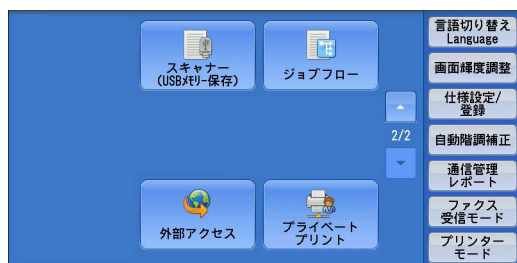 スキャナー
(USBメモリー保存)
ジョブフロー
2/2
外部アクセス
プライベート
プリント
言語切り替え
Language
画面輝度調整
仕様設定/
登録
自動階調補正
通信管理
レポート
ファクス
受信モード
プリンター
モード